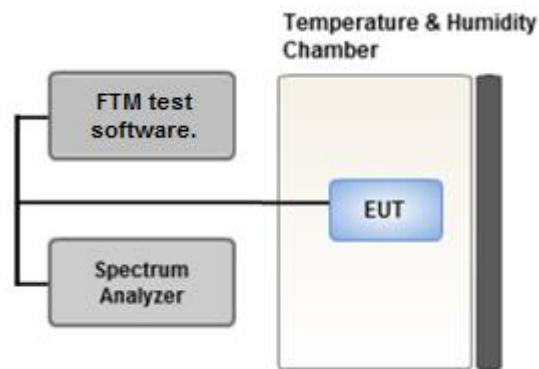 Temperature & Humidity
Chamber
FTM test
software.
EUT
Spectrum
Analyzer